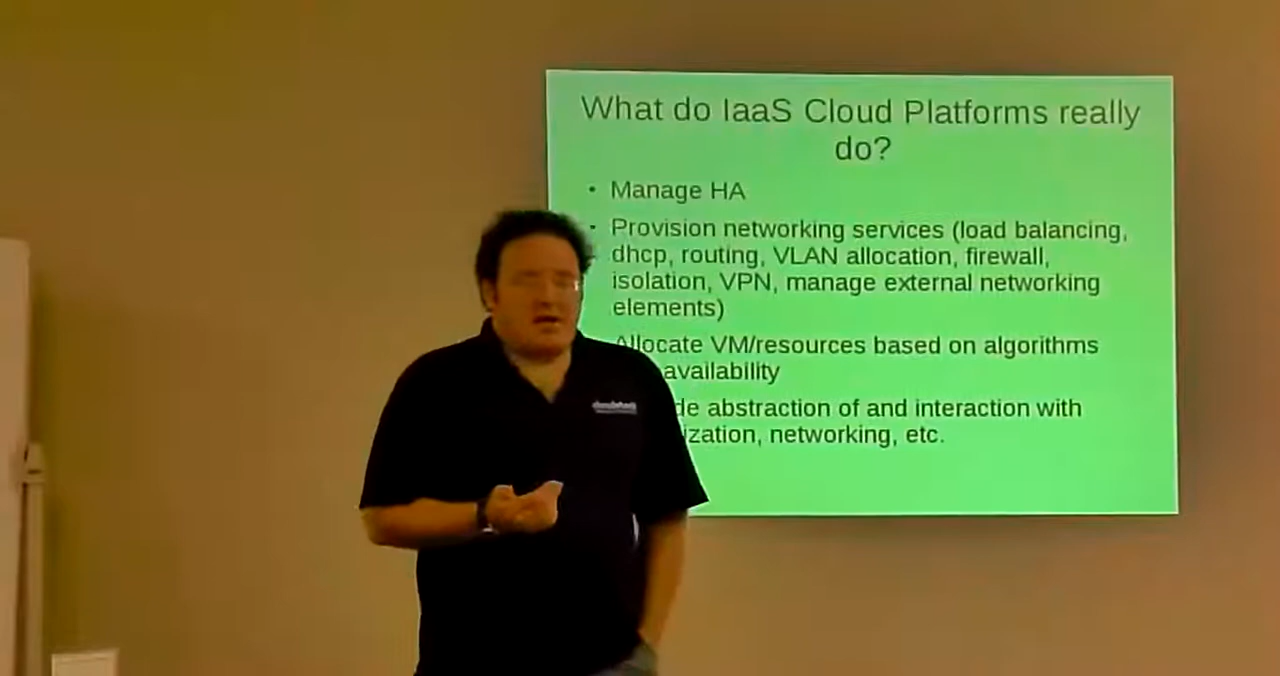 What do IaaS Cloud Platforms really
do?
• Manage HA
• Provision networking services (load balancing,
dhcp, routing, VLAN allocation, firewall,
isolation, VPN, manage external networking
elements)
Allocate VM/resources based on algorithms
availability
de abstraction of and interaction with
ization, networking, etc.